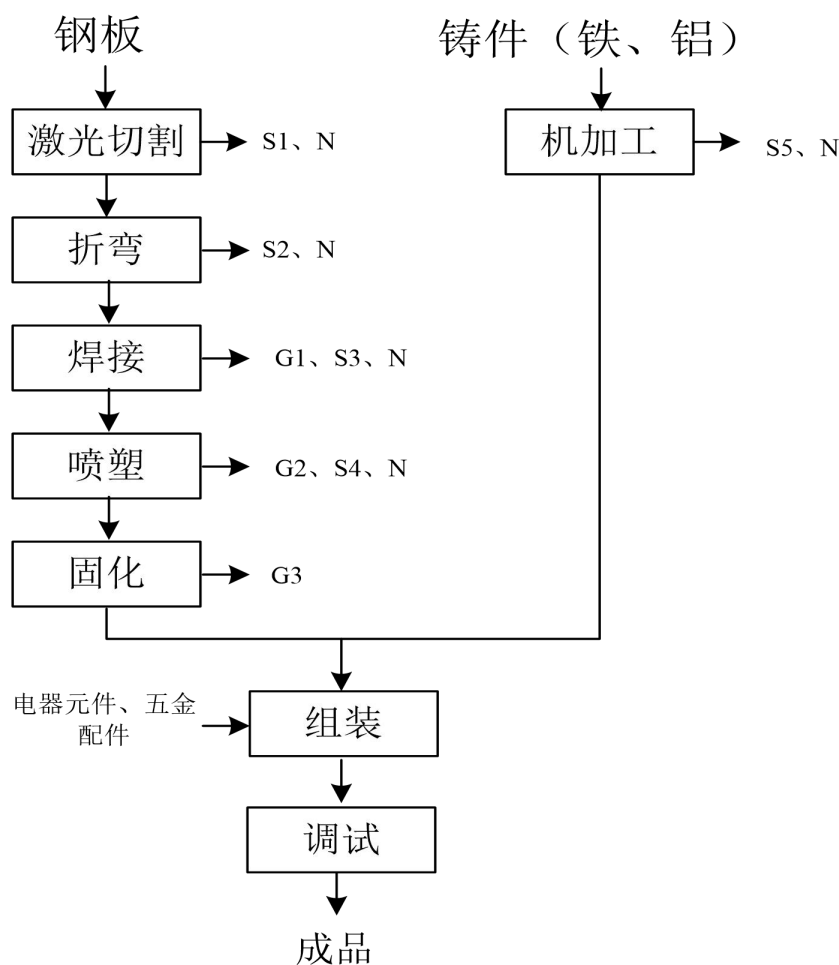 钢板
铸件（铁、铝）
激光切割
S1、N
机加工
S5、N
折弯
S2、N
焊接
G1、S3、N
喷塑
G2、S4、N
固化
G3
电器元件、五金
配件
组装
调试
成品